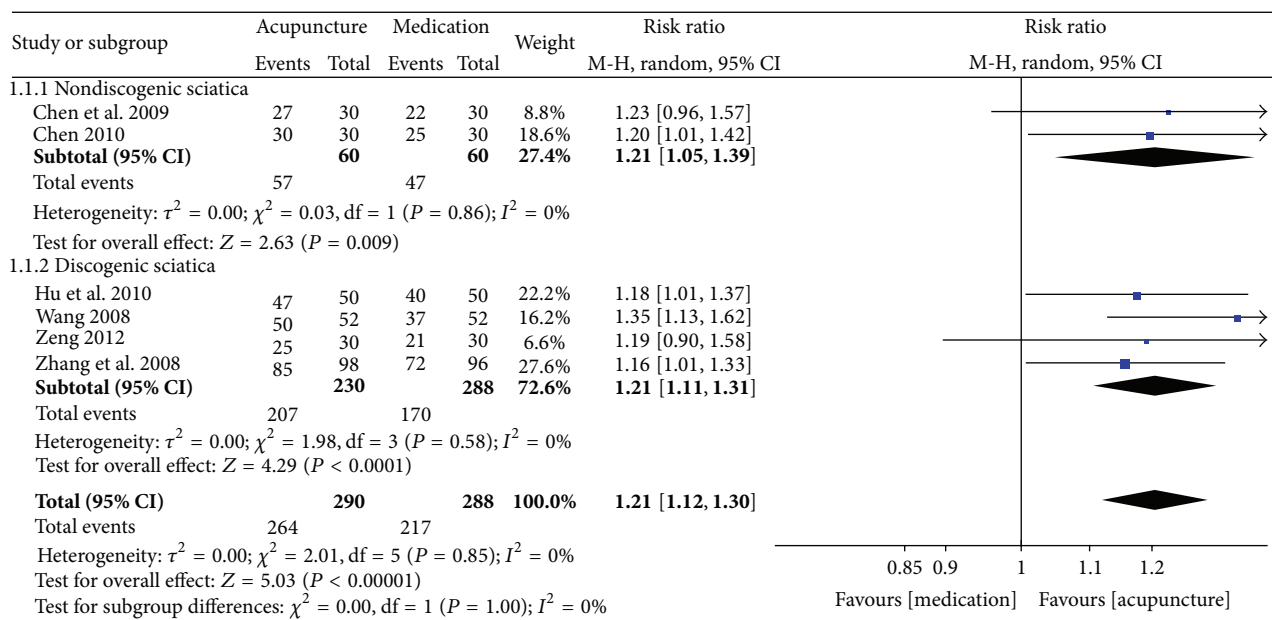 Study or subgroup Acupuncture Medication Weight Risk ratio Risk ratio
Events Total Events Total M-H, random, 95% CI M-H, random, 95% CI
1.1.1 Nondiscogenic sciatica
Chen et al. 2009 27 30 22 30 8.8% 1.23 [0.96, 1.57]
Chen 2010 30 30 25 30 18.6% 1.20 [1.01, 1.42]
Subtotal (95% CI) 60 60 27.4% 1.21 [1.05, 1.39]
Total events 57 47
Heterogeneity: τ² = 0.00; χ² = 0.03, df = 1 (P = 0.86); I² = 0%
Test for overall effect: Z = 2.63 (P = 0.009)
1.1.2 Discogenic sciatica
Hu et al. 2010 47 50 40 50 22.2% 1.18 [1.01, 1.37]
Wang 2008 50 52 37 52 16.2% 1.35 [1.13, 1.62]
Zeng 2012 25 30 21 30 6.6% 1.19 [0.90, 1.58]
Zhang et al. 2008 85 98 72 96 27.6% 1.16 [1.01, 1.33]
Subtotal (95% CI) 230 288 72.6% 1.21 [1.11, 1.31]
Total events 207 170
Heterogeneity: τ² = 0.00; χ² = 1.98, df = 3 (P = 0.58); I² = 0%
Test for overall effect: Z = 4.29 (P < 0.0001)
Total (95% CI) 290 288 100.0% 1.21 [1.12, 1.30]
Total events 264 217
Heterogeneity: τ² = 0.00; χ² = 2.01, df = 5 (P = 0.85); I² = 0%
Test for overall effect: Z = 5.03 (P < 0.00001)
Test for subgroup differences: χ² = 0.00, df = 1 (P = 1.00); I² = 0%
0.85 0.9 1 1.1 1.2
Favours [medication] Favours [acupuncture]